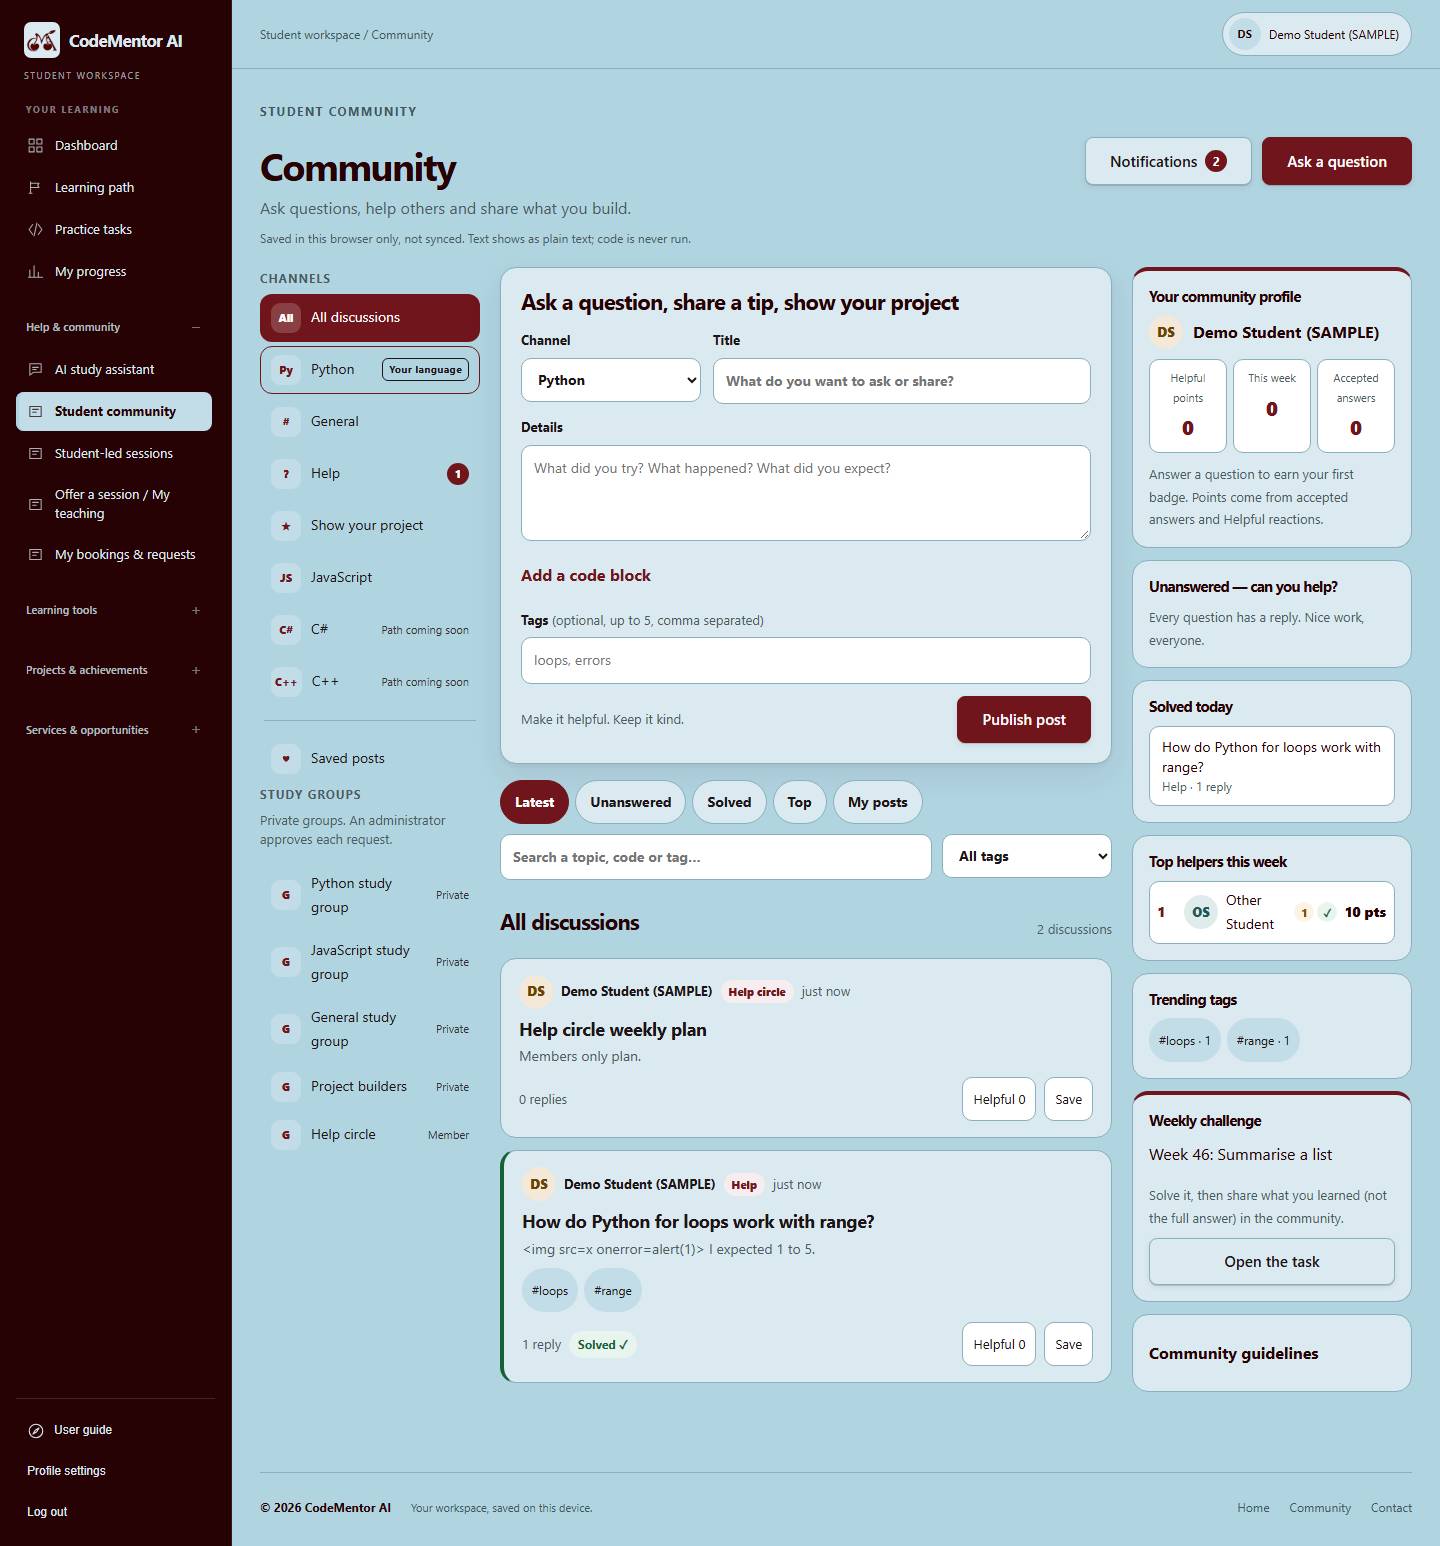 CodeMentor AI
STUDENT WORKSPACE
YOUR LEARNING
Dashboard
Learning path
Practice tasks
My progress
Help & community −
AI study assistant
Student community
Student-led sessions
Offer a session / My
teaching
My bookings & requests
Learning tools +
Projects & achievements +
Services & opportunities +
User guide
Profile settings
Log out
Student workspace / Community
DS Demo Student (SAMPLE)
STUDENT COMMUNITY
Community
Ask questions, help others and share what you build.
Saved in this browser only, not synced. Text shows as plain text; code is never run.
Notifications 2
Ask a question
CHANNELS
All All discussions
Py Python Your language
# General
? Help 1
★ Show your project
JS JavaScript
C# C# Path coming soon
C++ C++ Path coming soon
♥ Saved posts
STUDY GROUPS
Private groups. An administrator
approves each request.
G Python study
group Private
G JavaScript study
group Private
G General study
group Private
G Project builders Private
G Help circle Member
Ask a question, share a tip, show your project
Channel Title
Python What do you want to ask or share?
Details
What did you try? What happened? What did you expect?
Add a code block
Tags (optional, up to 5, comma separated)
loops, errors
Make it helpful. Keep it kind. Publish post
Latest Unanswered Solved Top My posts
Search a topic, code or tag... All tags
All discussions 2 discussions
DS Demo Student (SAMPLE) Help circle just now
Help circle weekly plan
Members only plan.
0 replies Helpful 0 Save
DS Demo Student (SAMPLE) Help just now
How do Python for loops work with range?
<img src=x onerror=alert(1)> I expected 1 to 5.
#loops #range
1 reply Solved ✓ Helpful 0 Save
Your community profile
DS Demo Student (SAMPLE)
Helpful
points
0
This week
0
Accepted
answers
0
Answer a question to earn your first
badge. Points come from accepted
answers and Helpful reactions.
Unanswered — can you help?
Every question has a reply. Nice work,
everyone.
Solved today
How do Python for loops work with
range?
Help · 1 reply
Top helpers this week
1 OS Other
Student 1 ✓ 10 pts
Trending tags
#loops · 1 #range · 1
Weekly challenge
Week 46: Summarise a list
Solve it, then share what you learned (not
the full answer) in the community.
Open the task
Community guidelines
© 2026 CodeMentor AI Your workspace, saved on this device.
Home Community Contact